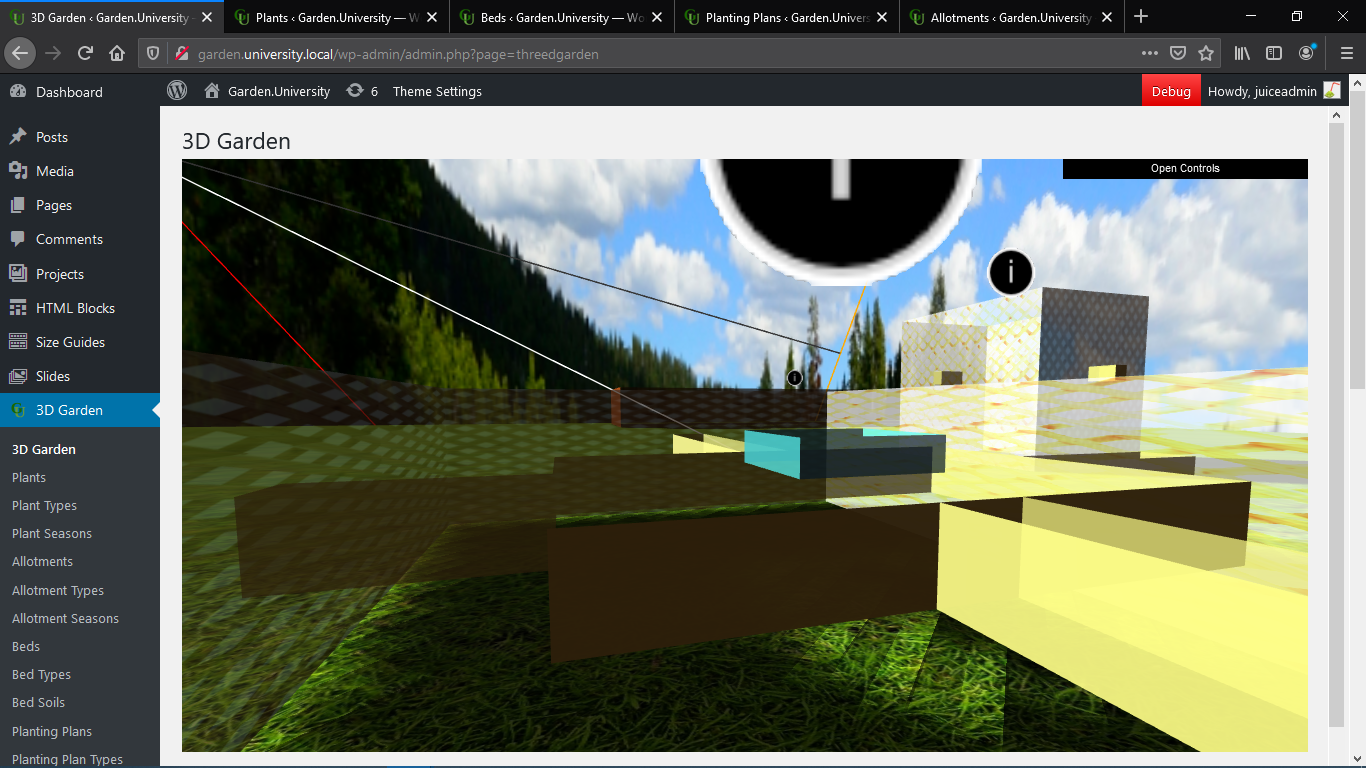 3D Garden ‹ Garden.University —
Plants ‹ Garden.University — W
Beds ‹ Garden.University — Wo
Planting Plans ‹ Garden.Univers
Allotments ‹ Garden.University
garden.university.local/wp-admin/admin.php?page=threedgarden
Garden.University
6
Theme Settings
Debug
Howdy, juiceadmin
Dashboard
Posts
Media
Pages
Comments
Projects
HTML Blocks
Size Guides
Slides
3D Garden
3D Garden
Plants
Plant Types
Plant Seasons
Allotments
Allotment Types
Allotment Seasons
Beds
Bed Types
Bed Soils
Planting Plans
Planting Plan Types
3D Garden
Open Controls
i
i